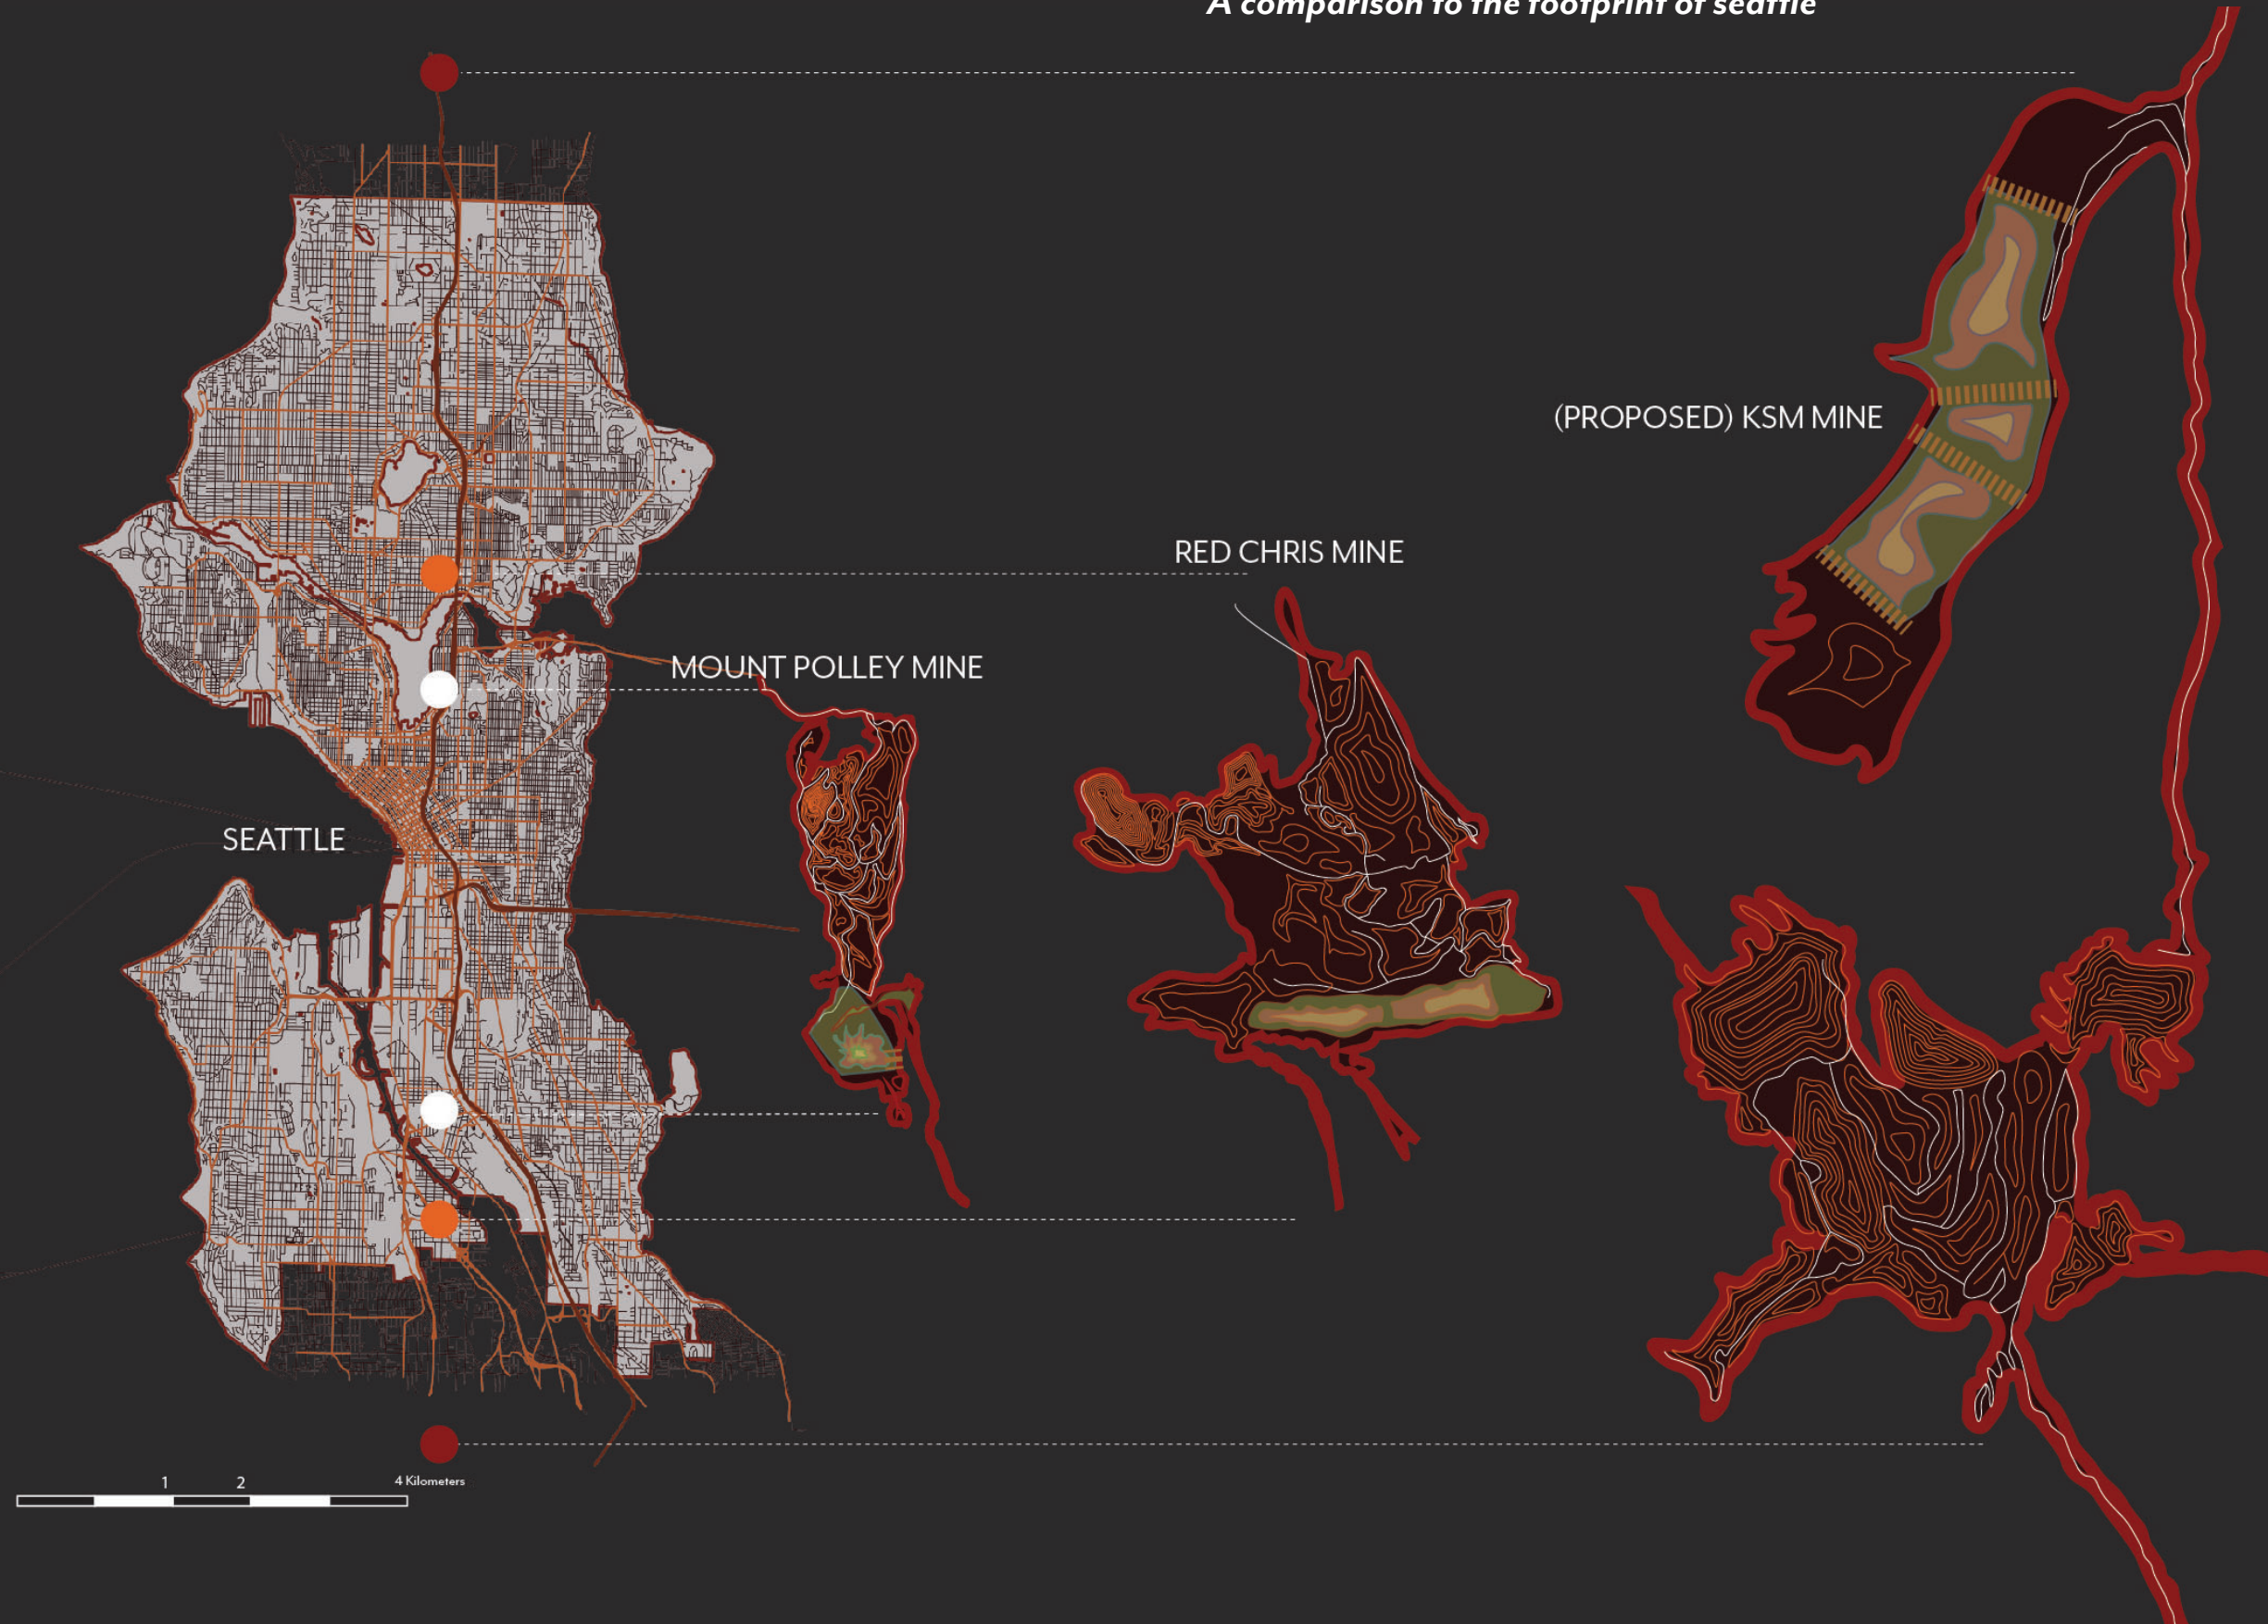 A comparison to the footprint of seattle
(PROPOSED) KSM MINE
RED CHRIS MINE
MOUNT POLLEY MINE
SEATTLE
1 2 4 Kilometers